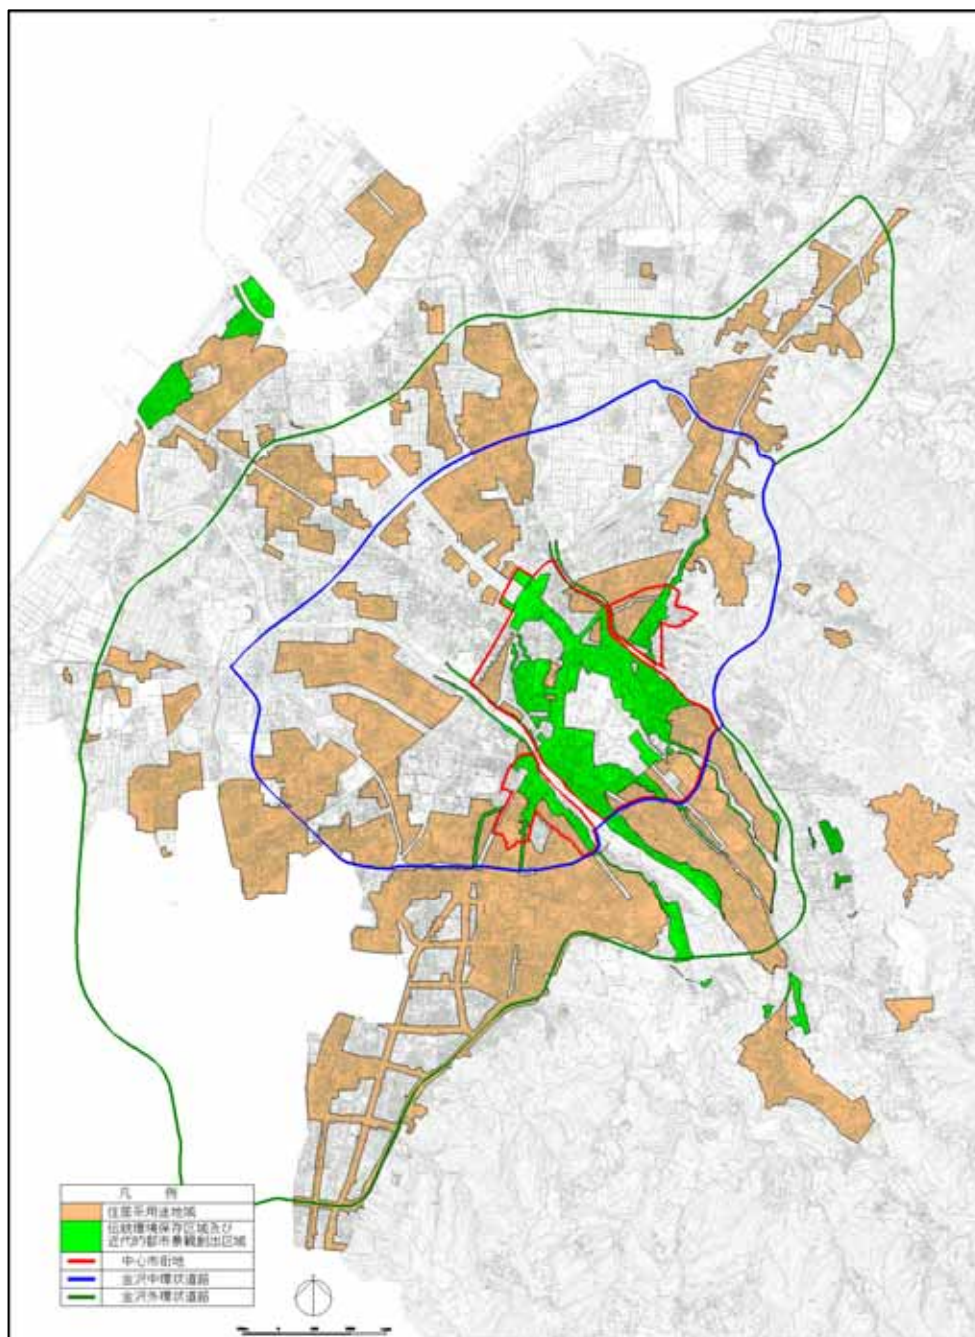 凡 例
住居系用途地域
伝統環境保存区域及び
近代的都市景観創出区域
中心市街地
金沢中環状道路
金沢外環状道路